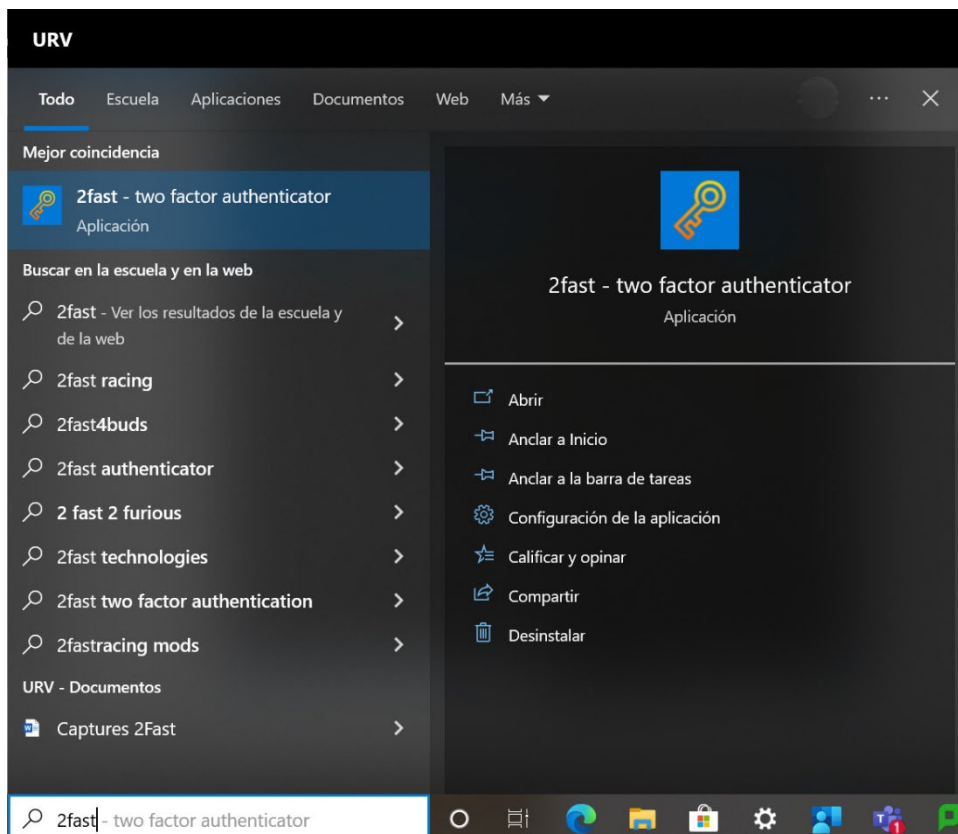 URV
Todo Escuela Aplicaciones Documentos Web Más
Mejor coincidencia
2fast - two factor authenticator
Aplicación
Buscar en la escuela y en la web
2fast - Ver los resultados de la escuela y
de la web
2fast racing
2fast4buds
2fast authenticator
2 fast 2 furious
2fast technologies
2fast two factor authentication
2fastracing mods
URV - Documentos
Captures 2Fast
2fast - two factor authenticator
2fast - two factor authenticator
Aplicación
Abrir
Anclar a Inicio
Anclar a la barra de tareas
Configuración de la aplicación
Calificar y opinar
Compartir
Desinstalar
1